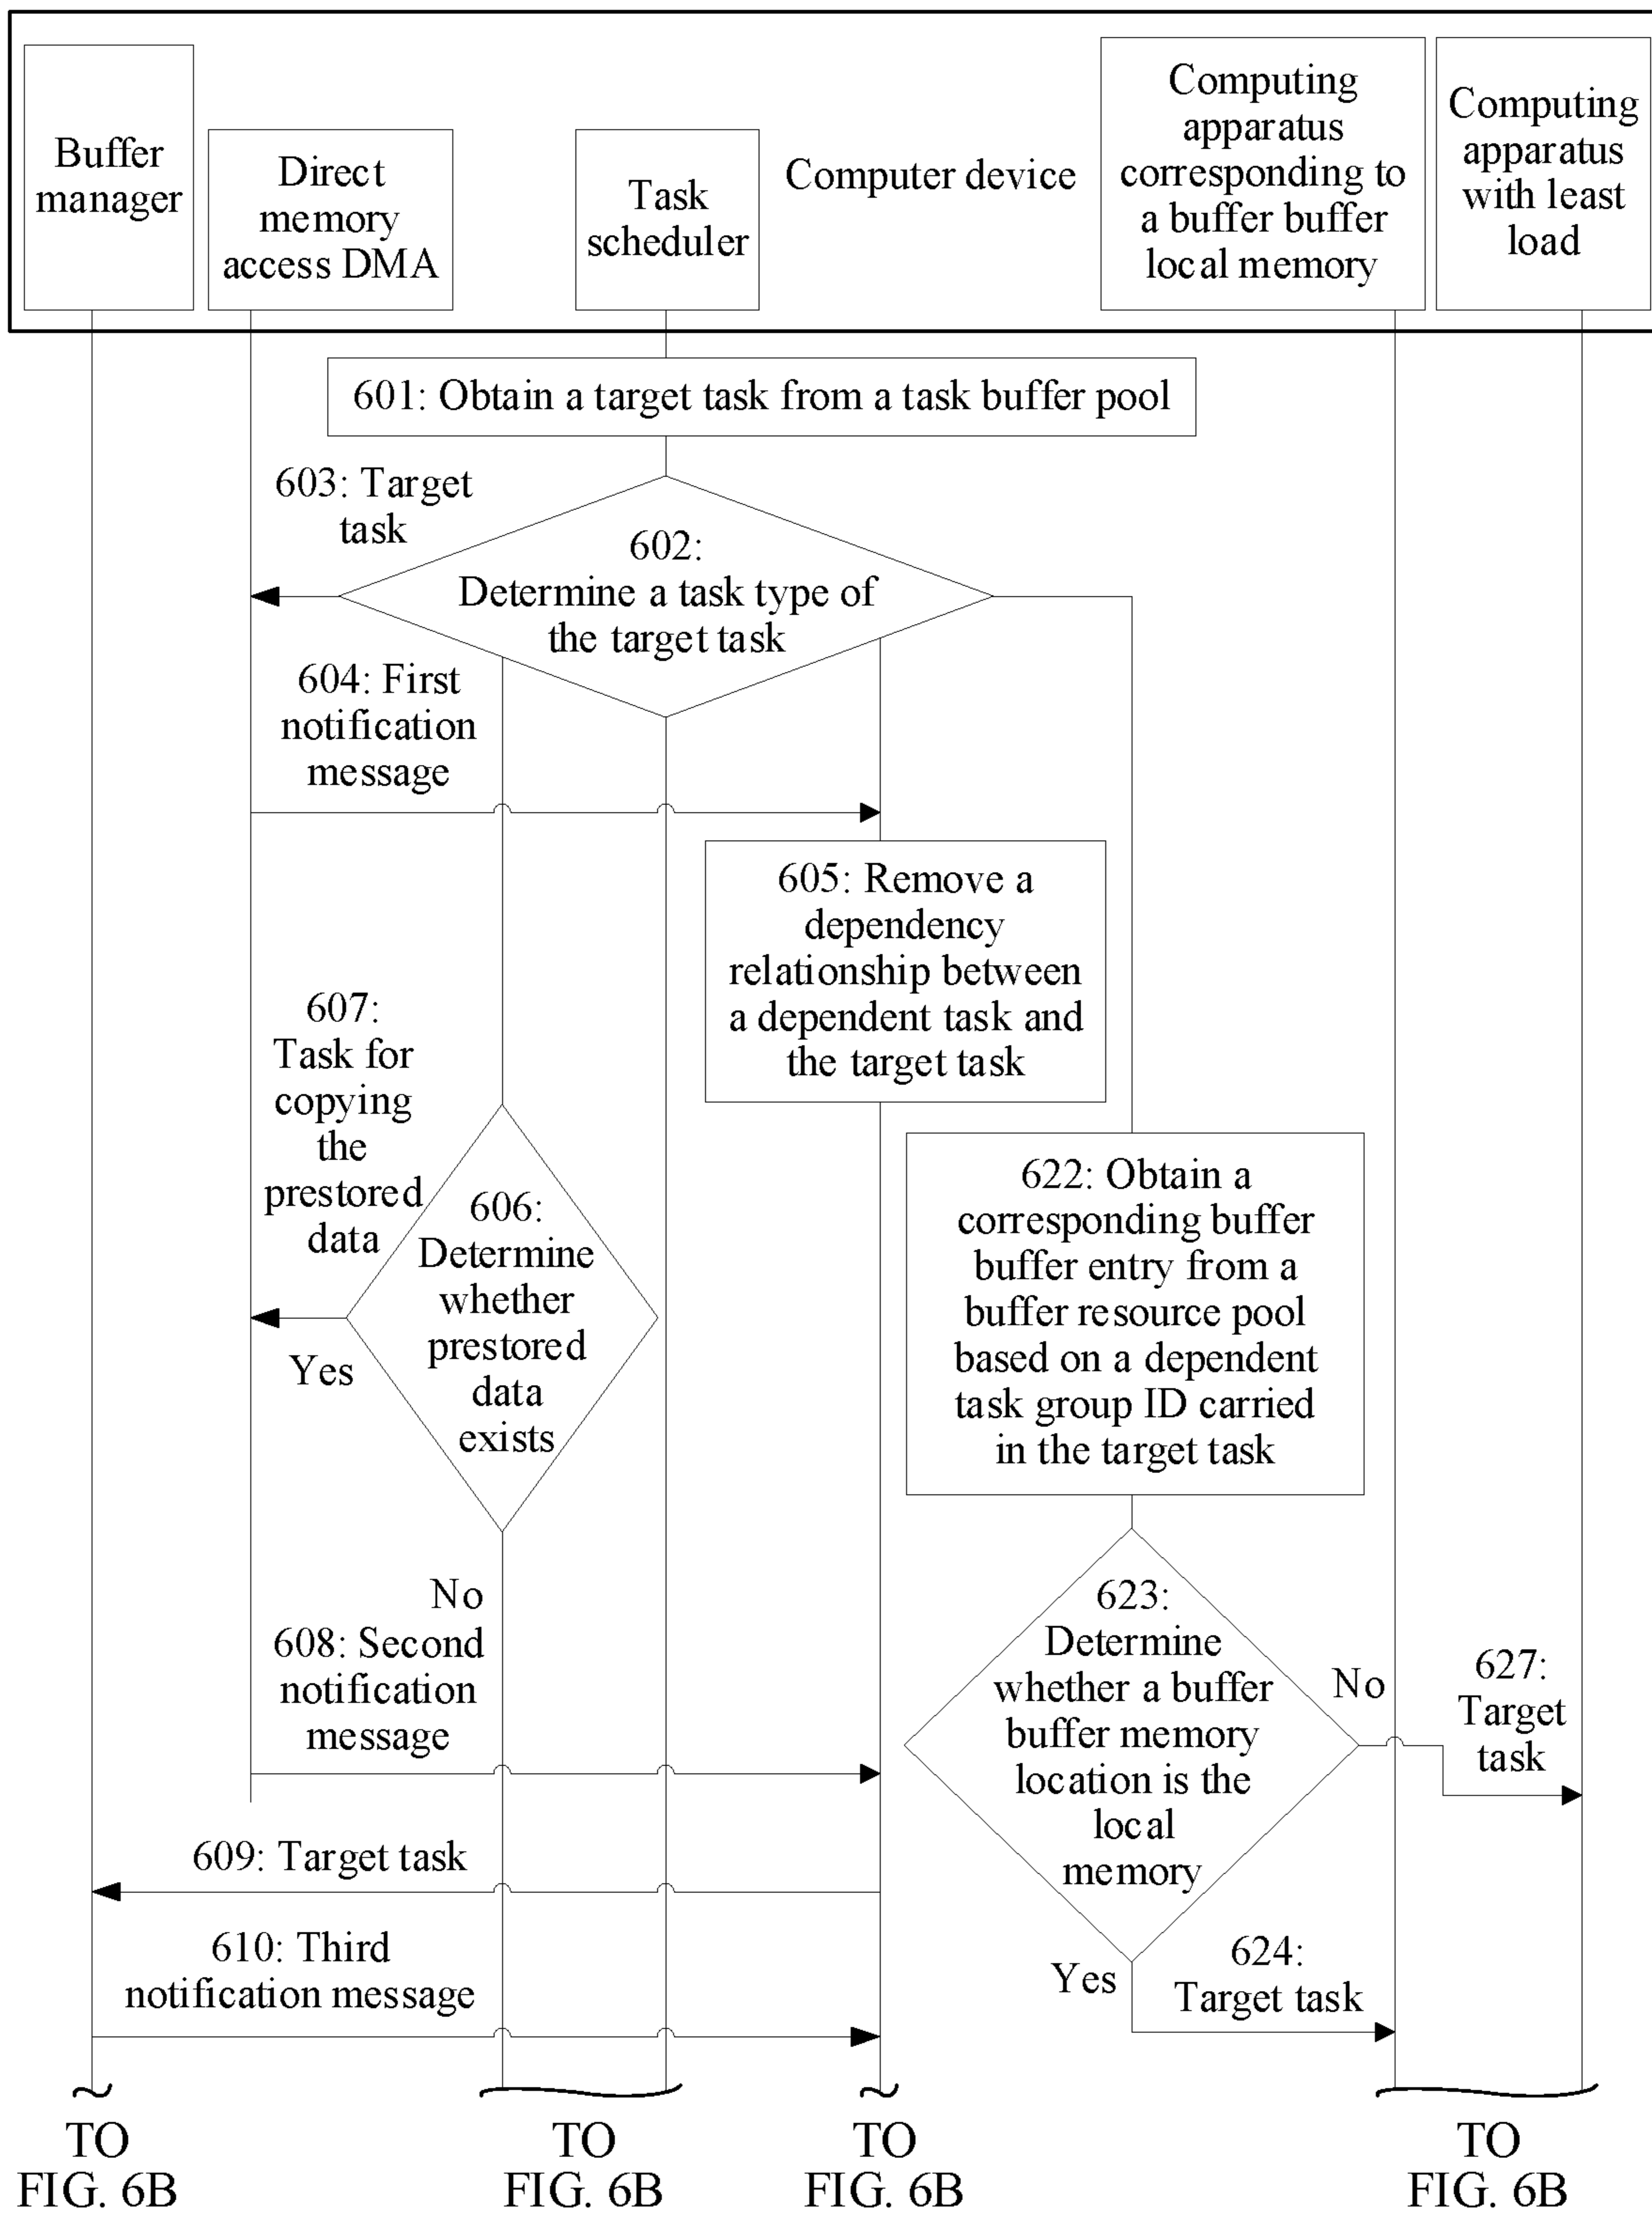 Buffer
manager
Direct
memory
access DMA
Task
scheduler
Computer device
Computing
apparatus
corresponding to
a buffer buffer
local memory
Computing
apparatus
with least
load
601: Obtain a target task from a task buffer pool
603: Target
task
602:
Determine a task type of
the target task
604: First
notification
message
605: Remove a
dependency
relationship between
a dependent task and
the target task
607:
Task for
copying
the
prestored
data
606:
Determine
whether
prestored
data
exists
Yes
622: Obtain a
corresponding buffer
buffer entry from a
buffer resource pool
based on a dependent
task group ID carried
in the target task
No
608: Second
notification
message
623:
Determine
whether a buffer
buffer memory
location is the
local
memory
No
627:
Target
task
609: Target task
610: Third
notification message
Yes
624:
Target task
TO
FIG. 6B
TO
FIG. 6B
TO
FIG. 6B
TO
FIG. 6B